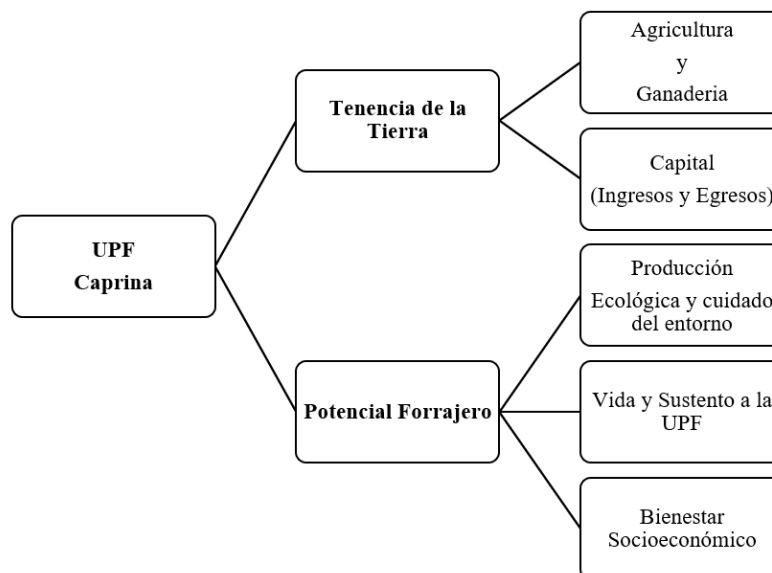 UPF
Caprina
Tenencia de la
Tierra
Agricultura
y
Ganaderia
Capital
(Ingresos y Egresos)
Potencial Forrajero
Producción
Ecológica y cuidado
del entorno
Vida y Sustento a la
UPF
Bienestar
Socioeconómico